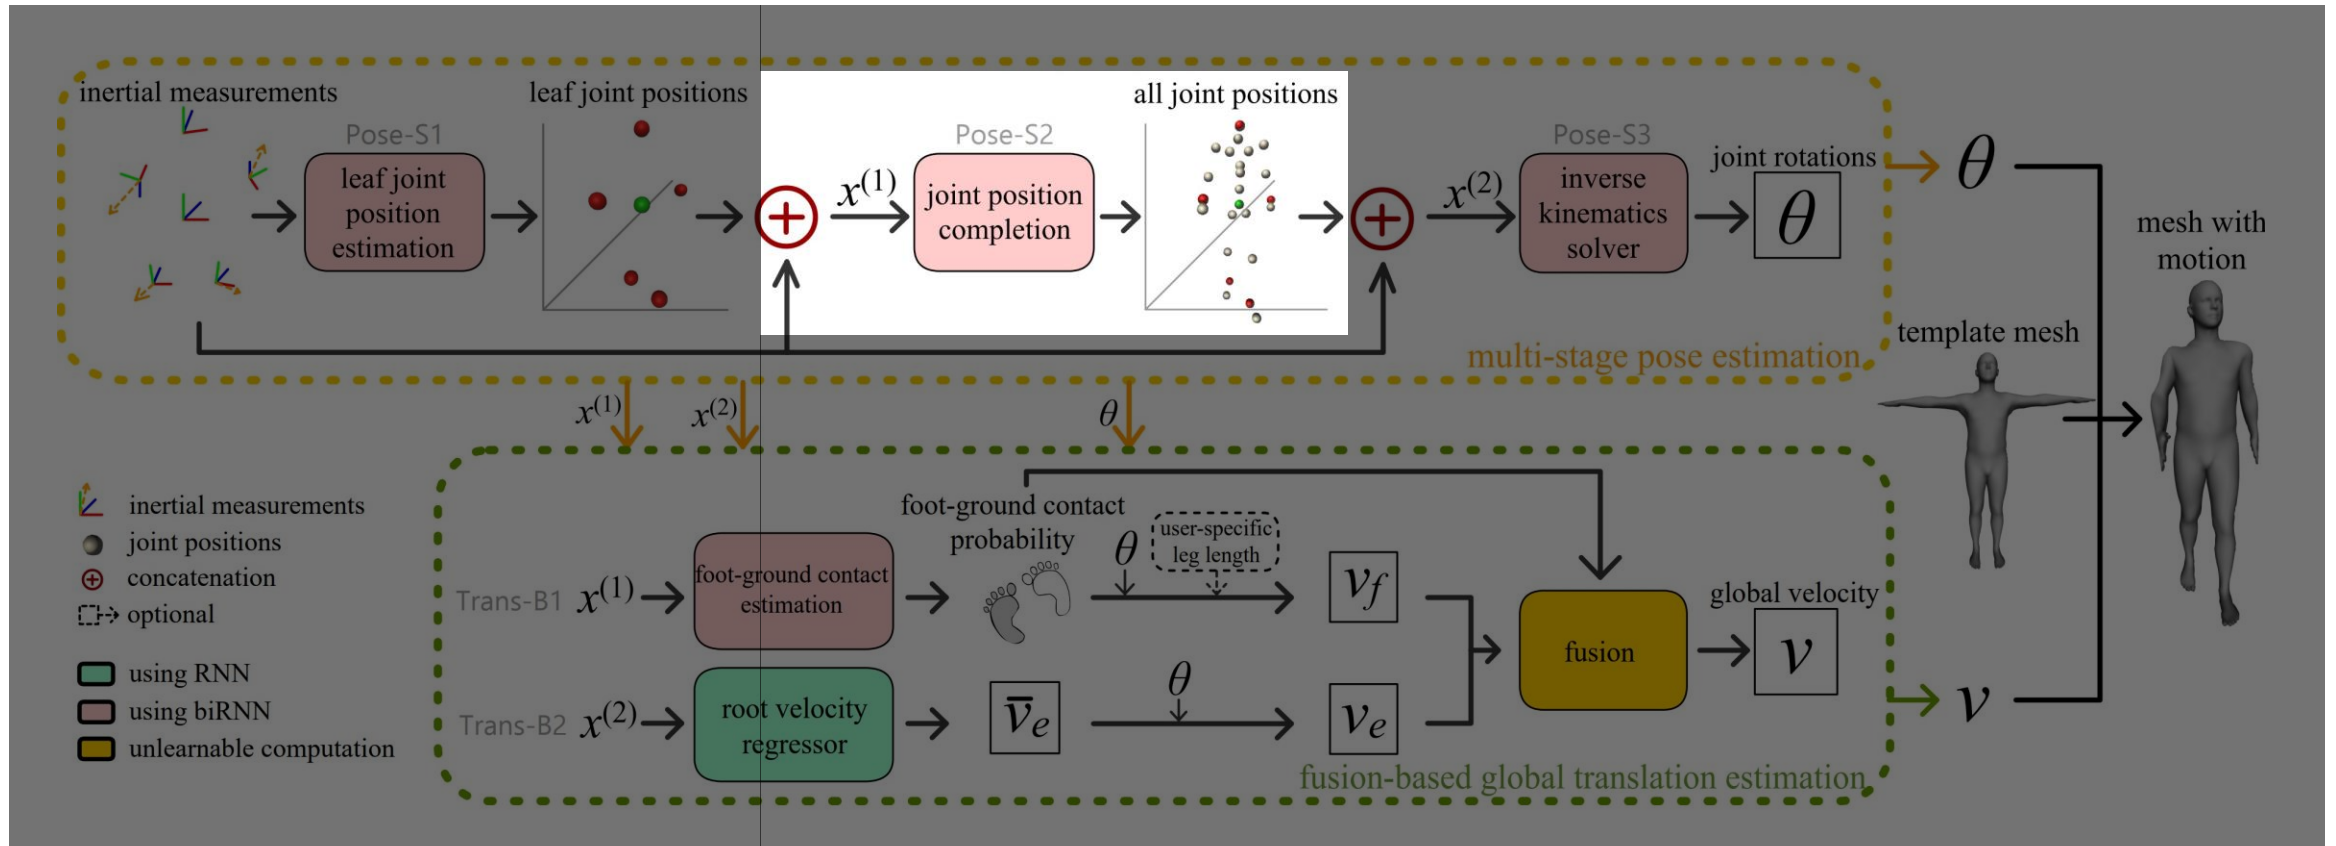 inertial measurements
leaf joint positions
all joint positions
Pose-S1
Pose-S2
Pose-S3
leaf joint
position
estimation
x(1)
joint position
completion
x(2)
inverse
kinematics
solver
joint rotations
θ
θ
mesh with
motion
template mesh
multi-stage pose estimation
x(1)
x(2)
θ
inertial measurements
joint positions
concatenation
optional
using RNN
using biRNN
unlearnable computation
foot-ground contact
probability
user-specific
leg length
θ
Trans-B1 x(1)
foot-ground contact
estimation
vf
fusion
global velocity
v
Trans-B2 x(2)
root velocity
regressor
v̄e
θ
ve
v
fusion-based global translation estimation